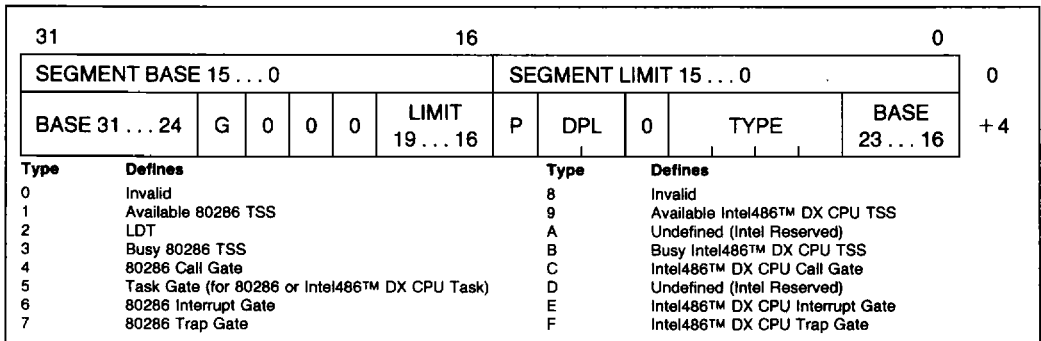 31 16 0
SEGMENT BASE 15 . . . 0 SEGMENT LIMIT 15 . . . 0 0
BASE 31 . . . 24 G 0 0 0 LIMIT 19 . . . 16 P DPL 0 TYPE BASE 23 . . . 16 +4
Type Defines Type Defines
0 Invalid 8 Invalid
1 Available 80286 TSS 9 Available Intel486™ DX CPU TSS
2 LDT A Undefined (Intel Reserved)
3 Busy 80286 TSS B Busy Intel486™ DX CPU TSS
4 80286 Call Gate C Intel486™ DX CPU Call Gate
5 Task Gate (for 80286 or Intel486™ DX CPU Task) D Undefined (Intel Reserved)
6 80286 Interrupt Gate E Intel486™ DX CPU Interrupt Gate
7 80286 Trap Gate F Intel486™ DX CPU Trap Gate